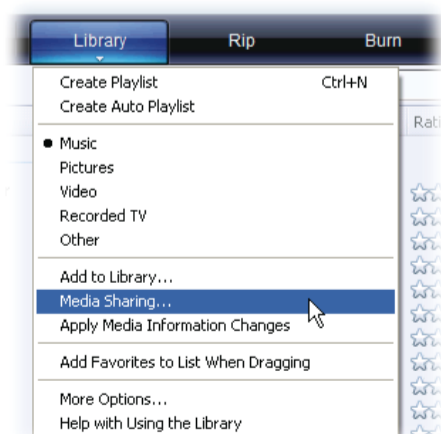 Library Rip Burn
Create Playlist Ctrl+N
Create Auto Playlist
Rati
Music
Pictures
Video
Recorded TV
Other
Add to Library...
Media Sharing...
Apply Media Information Changes
Add Favorites to List When Dragging
More Options...
Help with Using the Library